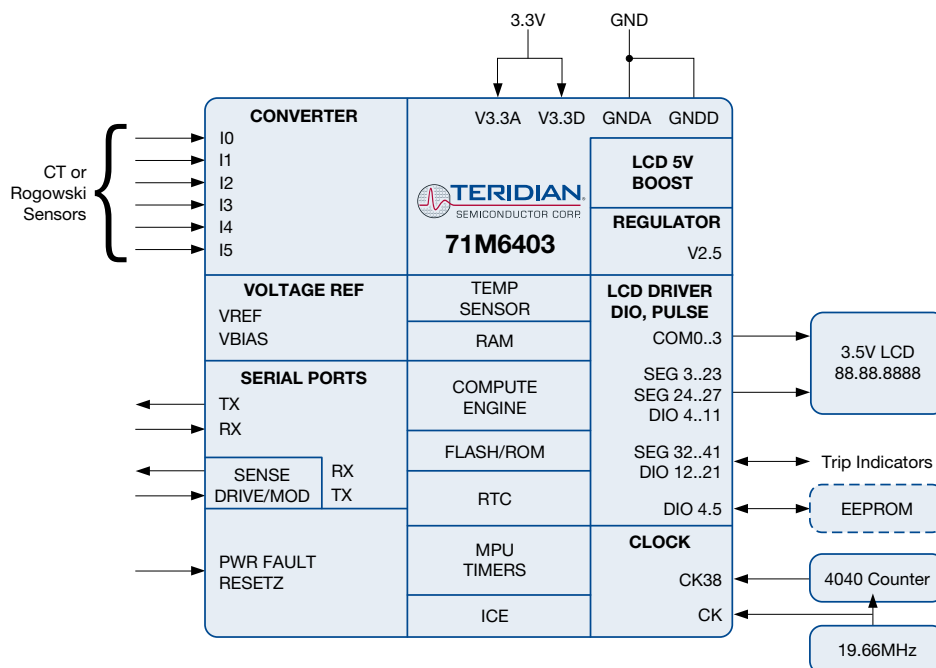 3.3V
GND
V3.3A
V3.3D
GNDA
GNDD
CT or
Rogowski
Sensors
CONVERTER
I0
I1
I2
I3
I4
I5
TERIDIAN
SEMICONDUCTOR CORP.
71M6403
LCD 5V
BOOST
REGULATOR
V2.5
VOLTAGE REF
VREF
VBIAS
TEMP
SENSOR
RAM
LCD DRIVER
DIO, PULSE
COM0..3
SEG 3..23
SEG 24..27
DIO 4..11
SEG 32..41
DIO 12..21
DIO 4.5
3.5V LCD
88.88.8888
Trip Indicators
EEPROM
SERIAL PORTS
TX
RX
SENSE
DRIVE/MOD
RX
TX
COMPUTE
ENGINE
FLASH/ROM
RTC
PWR FAULT
RESETZ
MPU
TIMERS
ICE
CLOCK
CK38
CK
4040 Counter
19.66MHz